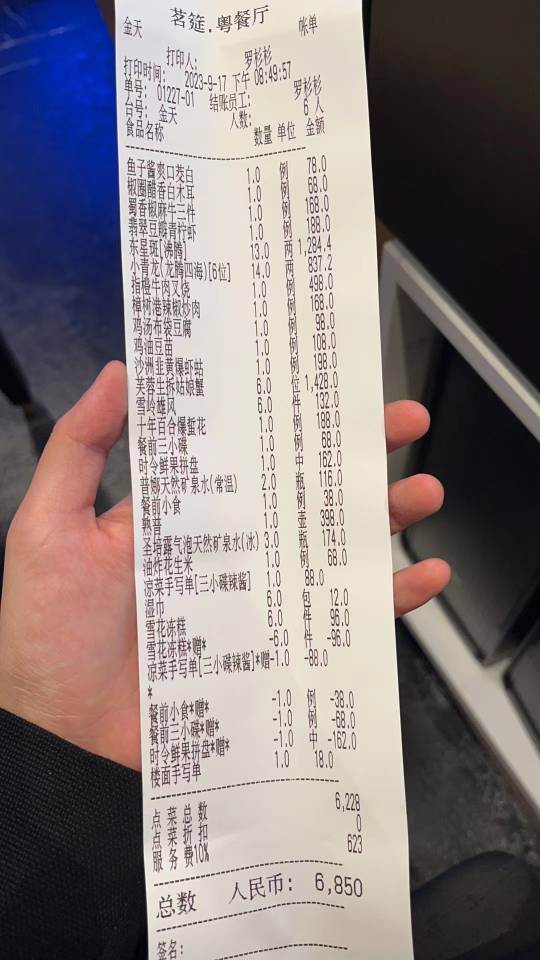 茗筵.粤餐厅
金天 帐单
打印人: 罗杉杉
打印时间: 2023-9-17 下午 08:49:57
单号: 01227-01 结账员工: 罗杉杉
台号: 金天 人数: 6 人
食品名称 数量 单位 金额
鱼子酱爽口茭白 1.0 例 78.0
椒圈醋香白木耳 1.0 例 68.0
蜀香椒麻牛三件 1.0 例 168.0
翡翠豆瓣青柠虾 1.0 例 188.0
东星斑[沸腾] 13.0 两 1,284.4
小青龙(龙腾四海)[6位] 14.0 两 837.2
指橙牛肉叉烧 1.0 例 498.0
樟树港辣椒炒肉 1.0 例 168.0
鸡汤布袋豆腐 1.0 例 98.0
鸡油豆苗 1.0 例 108.0
沙洲韭黄爆虾咕 1.0 例 198.0
芙蓉生拆姑娘蟹 6.0 位 1,428.0
雪岭雄风 6.0 件 132.0
十年百合爆蜇花 1.0 例 188.0
餐前三小碟 1.0 例 68.0
时令鲜果拼盘 1.0 中 162.0
普娜天然矿泉水(常温) 2.0 瓶 116.0
餐前小食 1.0 例 38.0
熟普 1.0 壶 398.0
圣培露气泡天然矿泉水(冰) 3.0 瓶 174.0
油炸花生米 1.0 例 68.0
凉菜手写单[三小碟辣酱] 1.0 88.0
湿巾 6.0 包 12.0
雪花冻糕 6.0 件 96.0
雪花冻糕*赠* -6.0 件 -96.0
凉菜手写单[三小碟辣酱]*赠 -1.0 -88.0
*
餐前小食*赠* -1.0 例 -38.0
餐前三小碟*赠* -1.0 例 -68.0
时令鲜果拼盘*赠* -1.0 中 -162.0
楼面手写单 1.0 18.0
点菜总数 6,228
点菜折扣 0
服务费10% 623
总数 人民币: 6,850
签名: